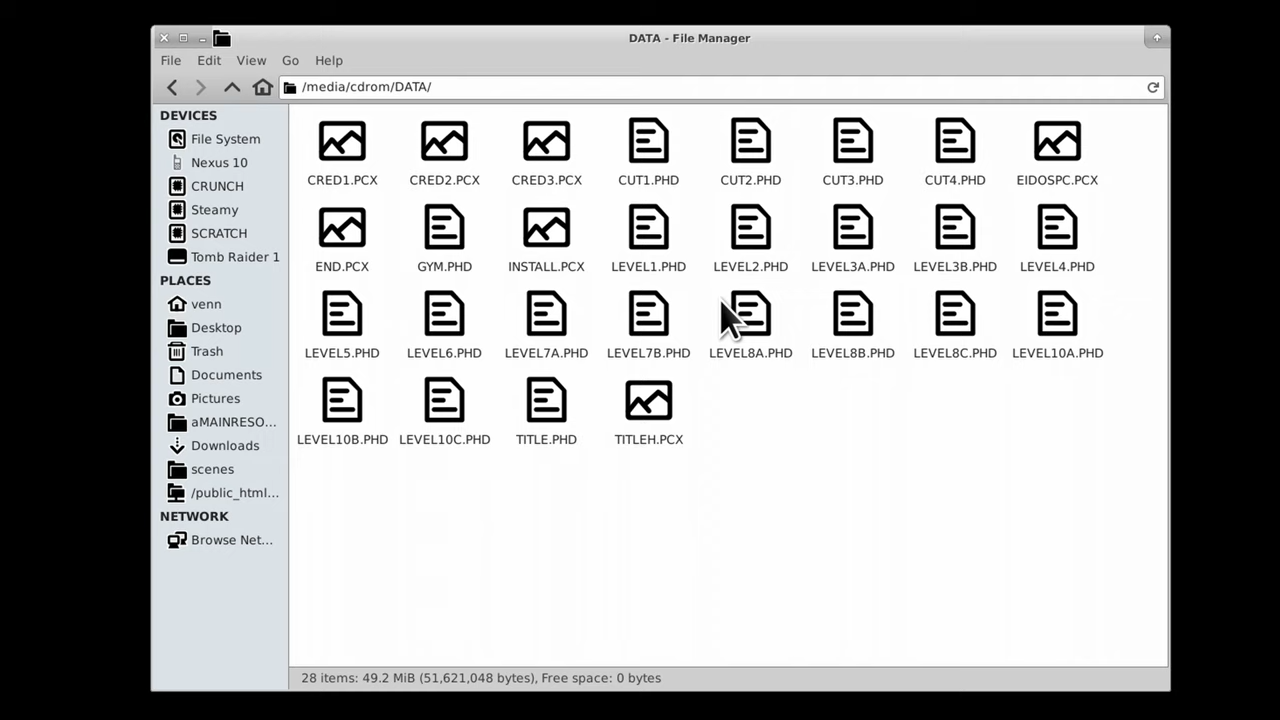 DATA - File Manager
File Edit View Go Help
/media/cdrom/DATA/
DEVICES
File System
Nexus 10
CRUNCH
Steamy
SCRATCH
Tomb Raider 1
PLACES
venn
Desktop
Trash
Documents
Pictures
aMAINRESO...
Downloads
scenes
/public_html...
NETWORK
Browse Net...
CRED1.PCX CRED2.PCX CRED3.PCX CUT1.PHD CUT2.PHD CUT3.PHD CUT4.PHD EIDOSPC.PCX
END.PCX GYM.PHD INSTALL.PCX LEVEL1.PHD LEVEL2.PHD LEVEL3A.PHD LEVEL3B.PHD LEVEL4.PHD
LEVEL5.PHD LEVEL6.PHD LEVEL7A.PHD LEVEL7B.PHD LEVEL8A.PHD LEVEL8B.PHD LEVEL8C.PHD LEVEL10A.PHD
LEVEL10B.PHD LEVEL10C.PHD TITLE.PHD TITLEH.PCX
28 items: 49.2 MiB (51,621,048 bytes), Free space: 0 bytes